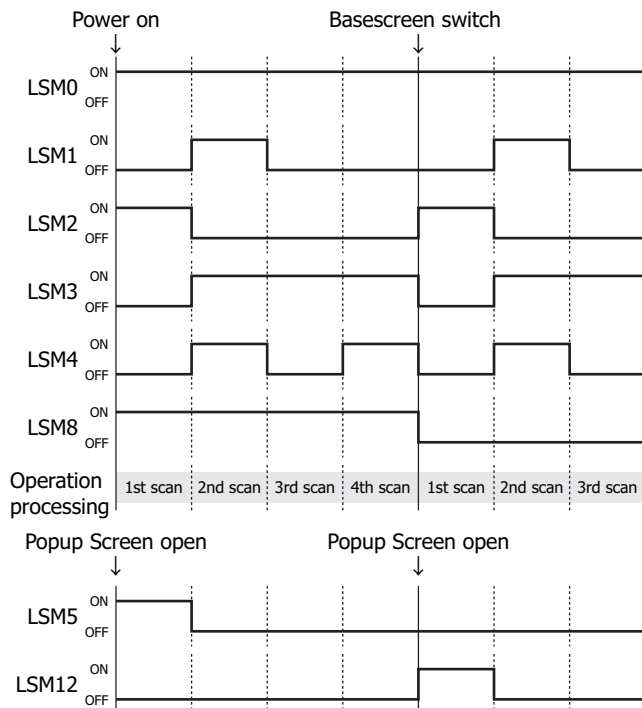 Power on Basescreen switch
LSM0 ON
OFF
LSM1 ON
OFF
LSM2 ON
OFF
LSM3 ON
OFF
LSM4 ON
OFF
LSM8 ON
OFF
Operation processing 1st scan 2nd scan 3rd scan 4th scan 1st scan 2nd scan 3rd scan
Popup Screen open Popup Screen open
LSM5 ON
OFF
LSM12 ON
OFF